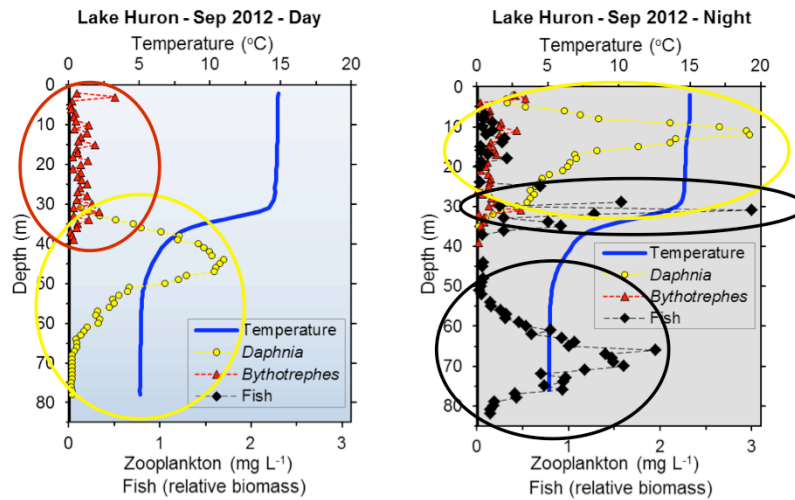 Lake Huron - Sep 2012 - Day
Temperature (°C)
0 5 10 15 20
0
10
20
30
40
50
60
70
80
Depth (m)
Temperature
Daphnia
Bythotrephes
Fish
0 1 2 3
Zooplankton (mg L-1)
Fish (relative biomass)
Lake Huron - Sep 2012 - Night
Temperature (°C)
0 5 10 15 20
0
10
20
30
40
50
60
70
80
Depth (m)
Temperature
Daphnia
Bythotrephes
Fish
0 1 2 3
Zooplankton (mg L-1)
Fish (relative biomass)